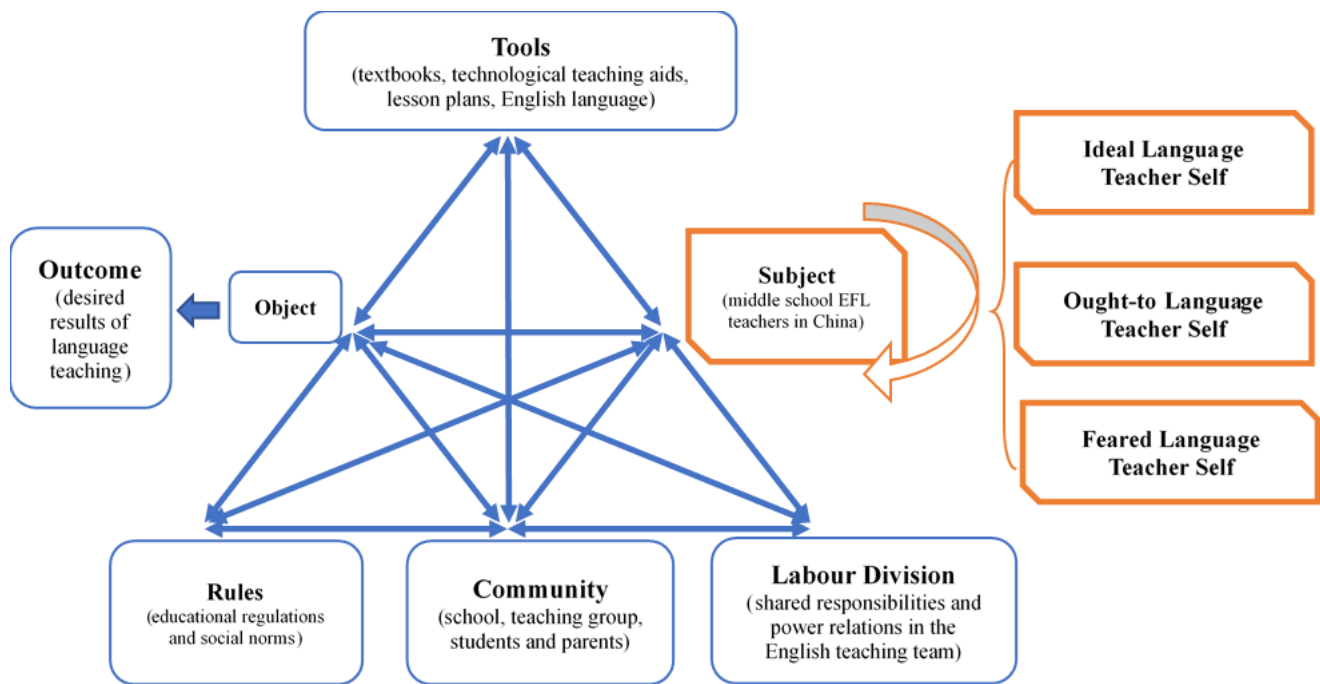 Tools
(textbooks, technological teaching aids,
lesson plans, English language)
Outcome
(desired
results of
language
teaching)
Object
Subject
(middle school EFL
teachers in China)
Ideal Language
Teacher Self
Ought-to Language
Teacher Self
Feared Language
Teacher Self
Rules
(educational regulations
and social norms)
Community
(school, teaching group,
students and parents)
Labour Division
(shared responsibilities and
power relations in the
English teaching team)